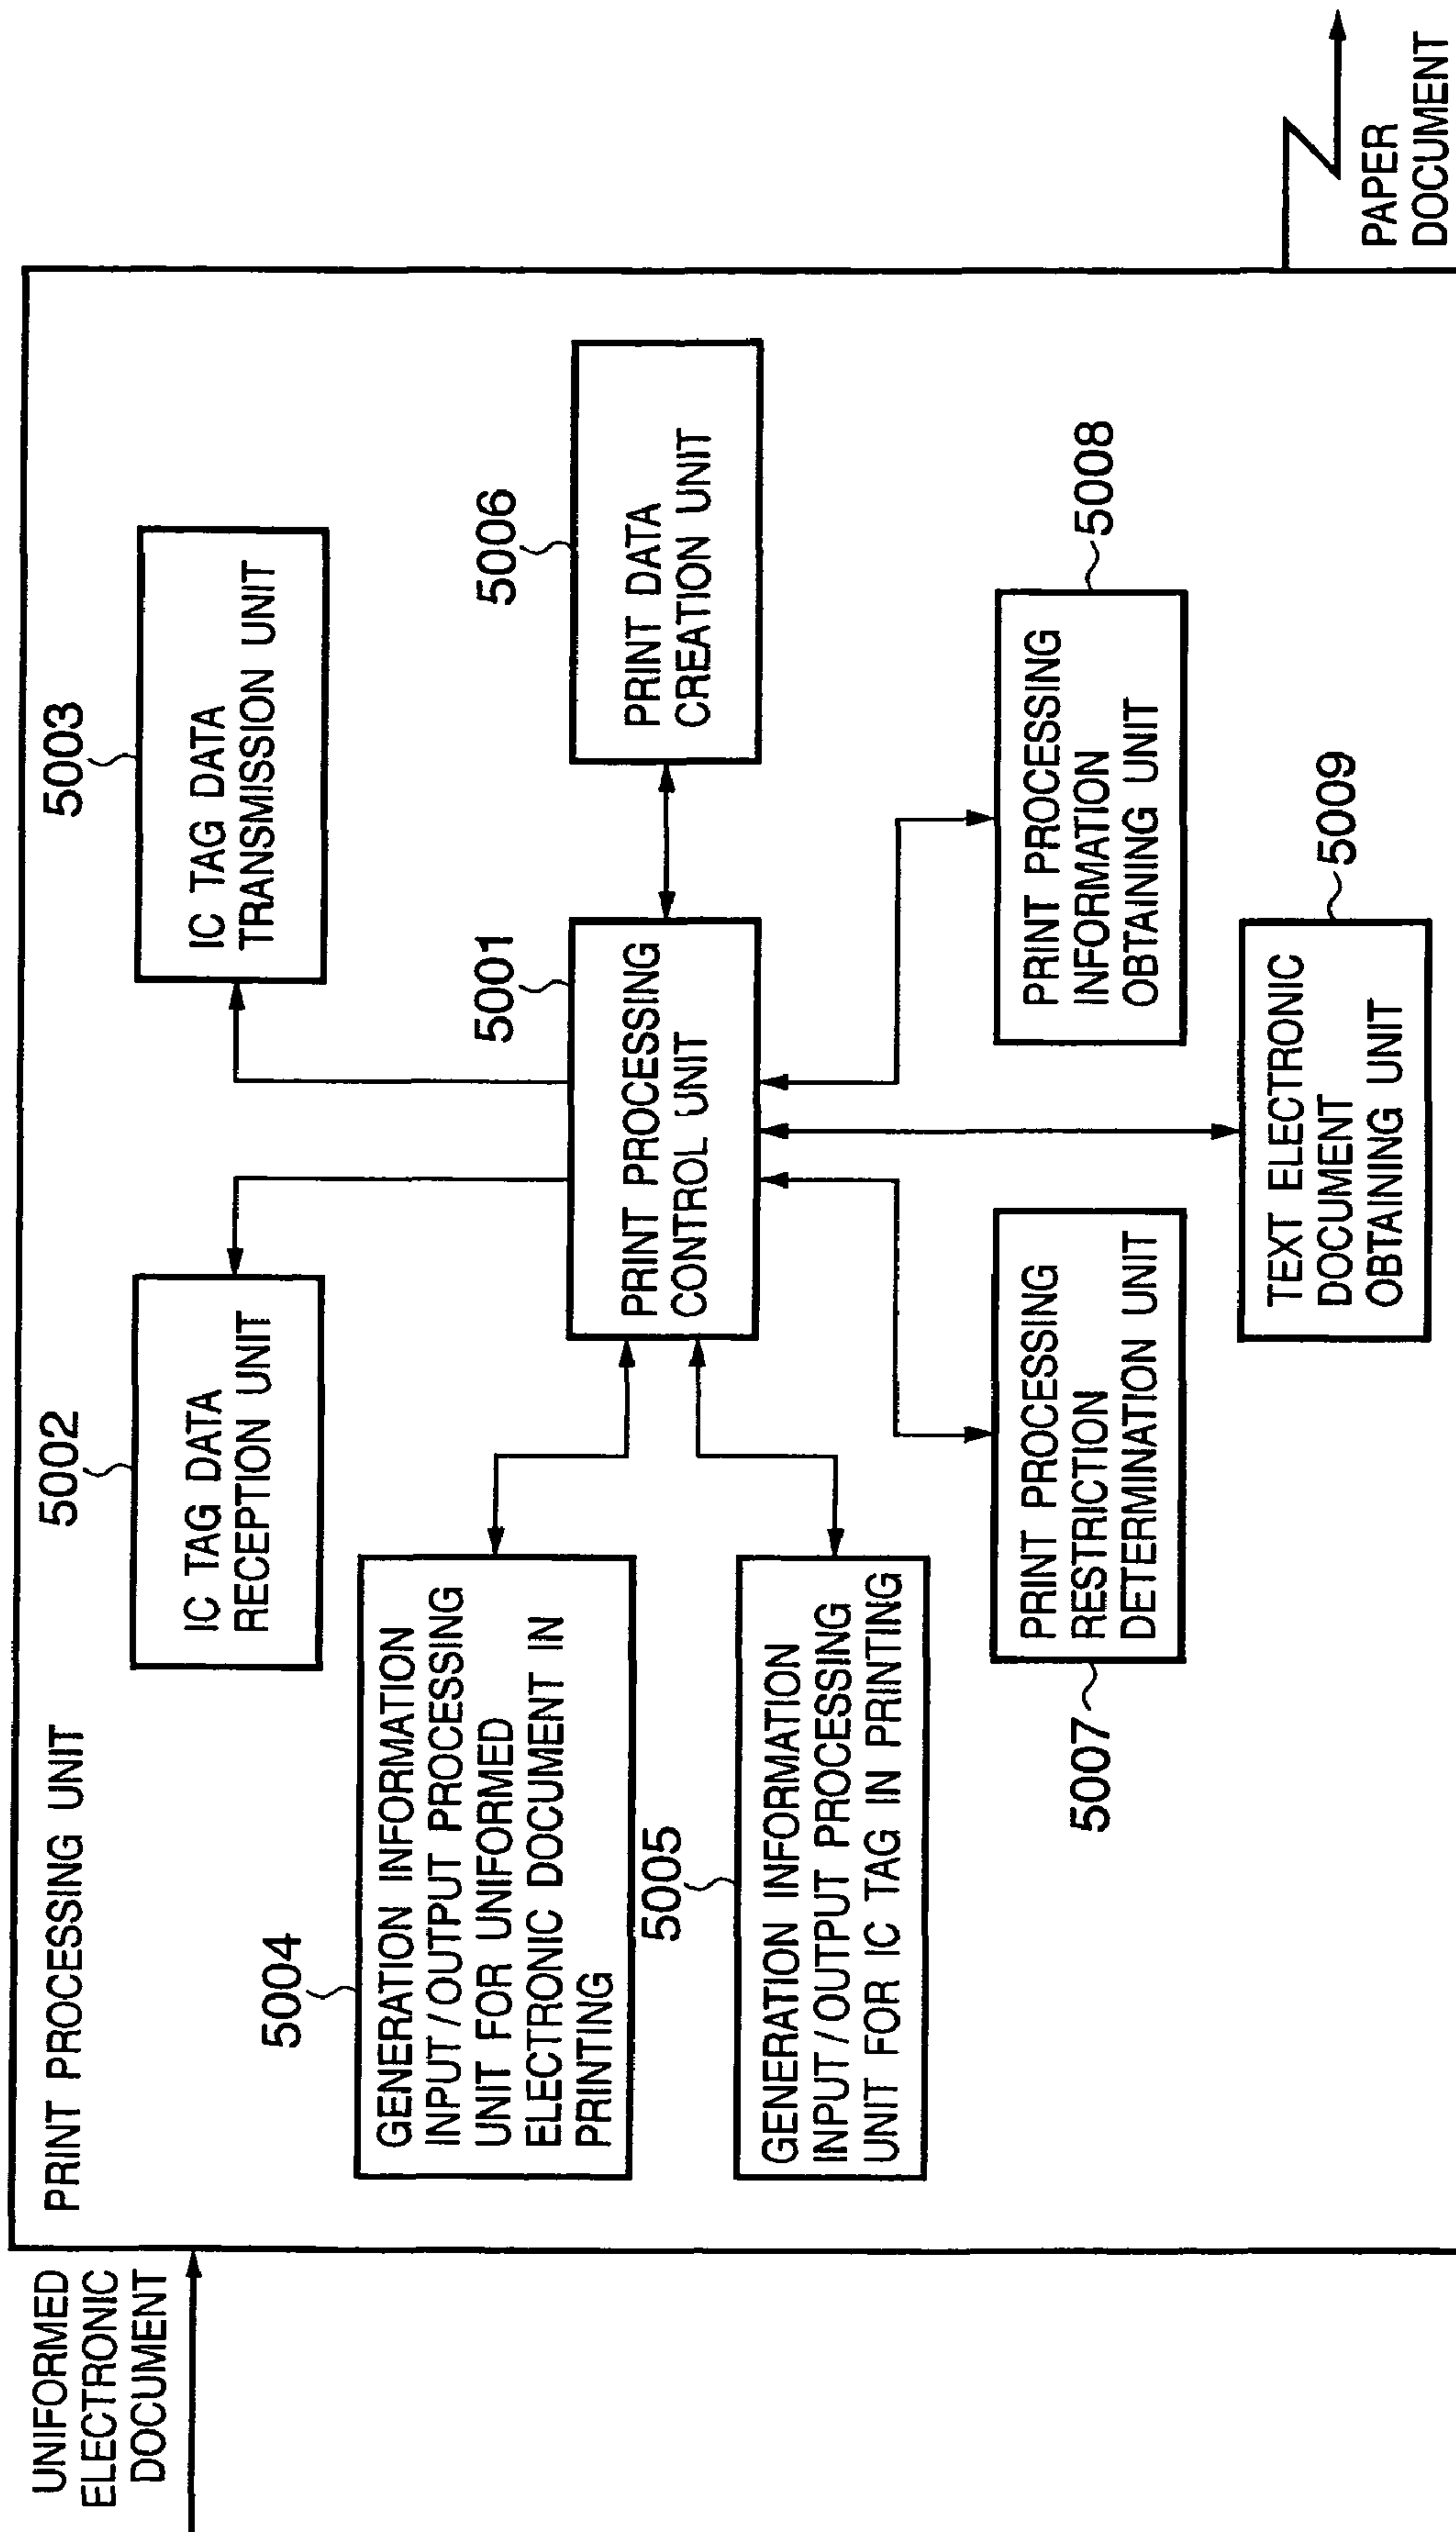 UNIFORMED
ELECTRONIC
DOCUMENT
PRINT PROCESSING UNIT
5002
IC TAG DATA
RECEPTION UNIT
5003
IC TAG DATA
TRANSMISSION UNIT
5004
GENERATION INFORMATION
INPUT/OUTPUT PROCESSING
UNIT FOR UNIFORMED
ELECTRONIC DOCUMENT IN
PRINTING
5001
PRINT PROCESSING
CONTROL UNIT
5006
PRINT DATA
CREATION UNIT
5005
GENERATION INFORMATION
INPUT/OUTPUT PROCESSING
UNIT FOR IC TAG IN PRINTING
5007
PRINT PROCESSING
RESTRICTION
DETERMINATION UNIT
PRINT PROCESSING
INFORMATION
OBTAINING UNIT
5008
TEXT ELECTRONIC
DOCUMENT
OBTAINING UNIT
5009
PAPER
DOCUMENT